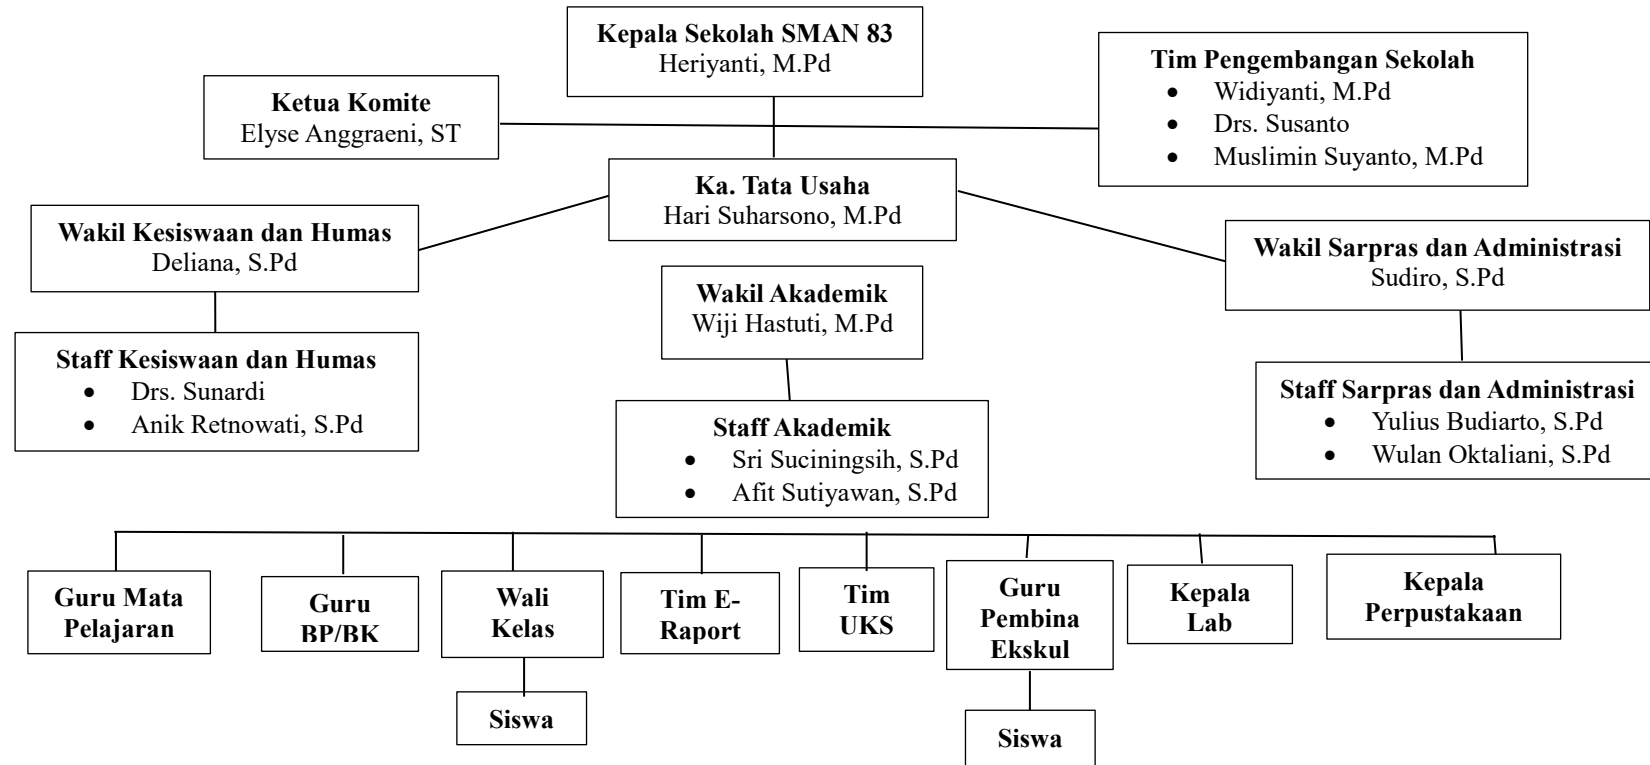 Kepala Sekolah SMAN 83
Heriyanti, M.Pd
Ketua Komite
Elyse Anggraeni, ST
Tim Pengembangan Sekolah
• Widiyanti, M.Pd
• Drs. Susanto
• Muslimin Suyanto, M.Pd
Ka. Tata Usaha
Hari Suharsono, M.Pd
Wakil Kesiswaan dan Humas
Deliana, S.Pd
Wakil Akademik
Wiji Hastuti, M.Pd
Wakil Sarpras dan Administrasi
Sudiro, S.Pd
Staff Kesiswaan dan Humas
• Drs. Sunardi
• Anik Retnowati, S.Pd
Staff Akademik
• Sri Suciningsih, S.Pd
• Afit Sutiyawan, S.Pd
Staff Sarpras dan Administrasi
• Yulius Budiarto, S.Pd
• Wulan Oktaliani, S.Pd
Guru Mata
Pelajaran
Guru
BP/BK
Wali
Kelas
Tim E-
Raport
Tim
UKS
Guru
Pembina
Ekskul
Kepala
Lab
Kepala
Perpustakaan
Siswa
Siswa